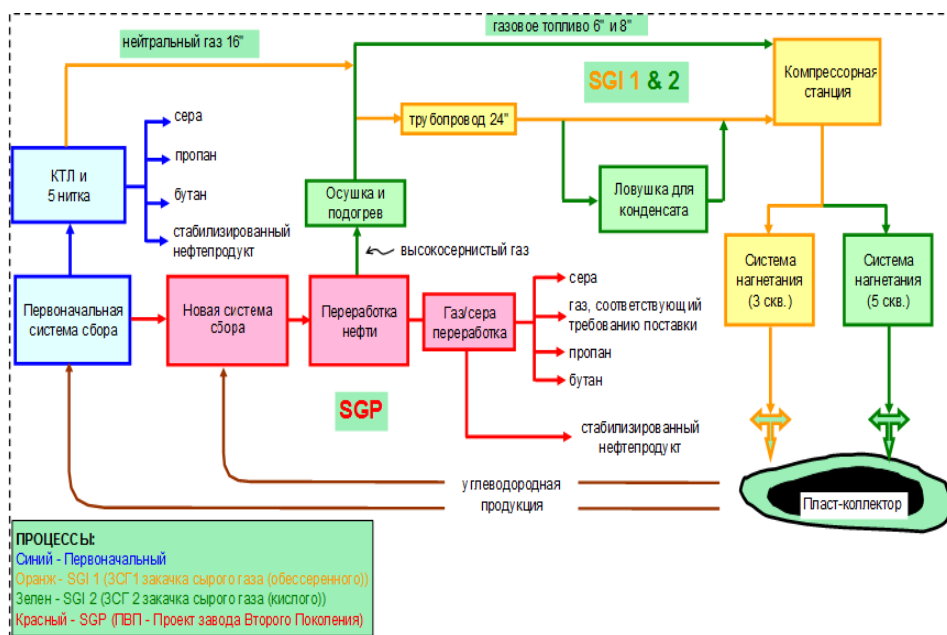 газовое топливо 6" и 8"
нейтральный газ 16"
SGI 1 & 2
Компрессорная
станция
сера
трубопровод 24"
пропан
КТЛ и
5 нитка
бутан
Осушка и
подогрев
Ловушка для
конденсата
стабилизированный
нефтепродукт
высокосернистый газ
Первоначальная
система сбора
Новая система
сбора
Переработка
нефти
Газ/сера
переработка
сера
газ, соответствующий
требованию поставки
пропан
бутан
Система
нагнетания
(3 скв.)
Система
нагнетания
(5 скв.)
SGP
стабилизированный
нефтепродукт
углеводородная
продукция
Пласт-коллектор
ПРОЦЕССЫ:
Синий - Первоначальный
Оранж - SGI 1 (ЗСГ1 закачка сырого газа (обессеренного))
Зелен - SGI 2 (ЗСГ 2 закачка сырого газа (кислого))
Красный - SGP (ПВП - Проект завода Второго Поколения)